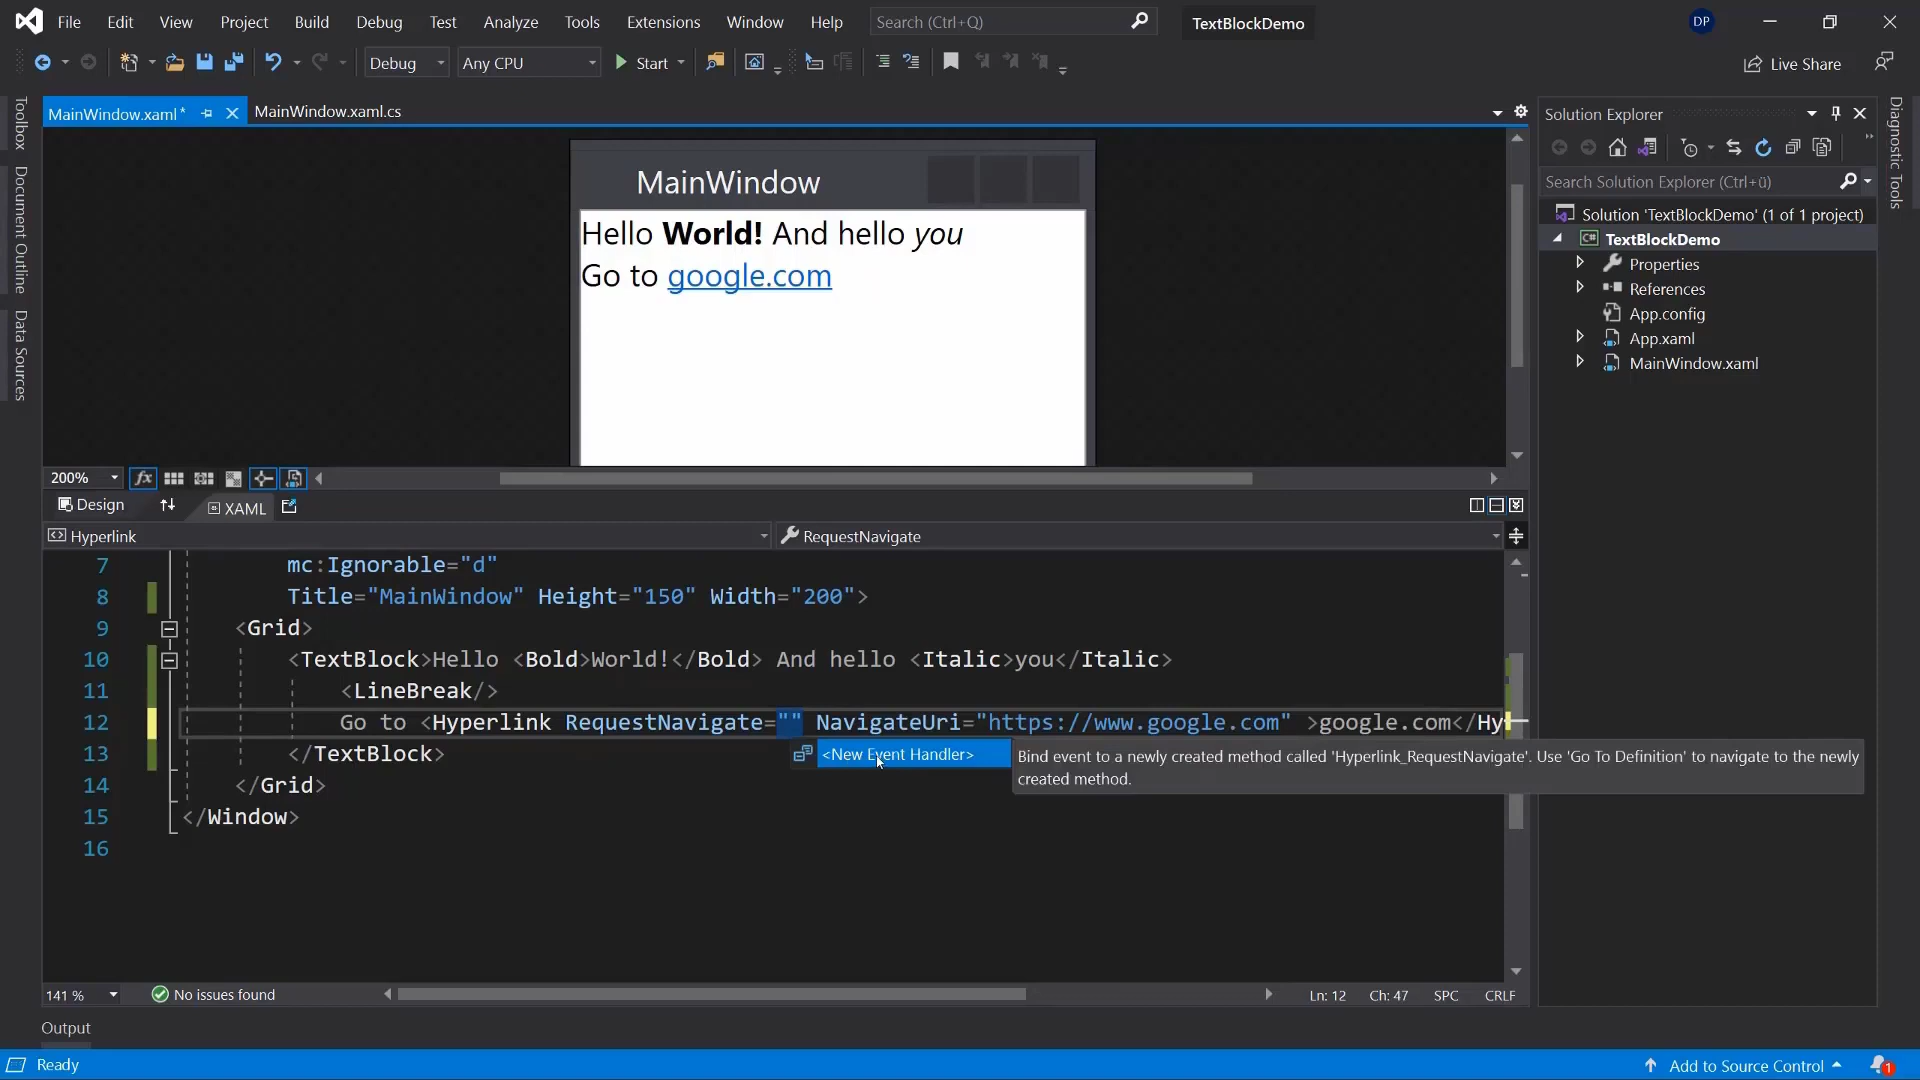 File Edit View Project Build Debug Test Analyze Tools Extensions Window Help Search (Ctrl+Q) TextBlockDemo DP
Debug Any CPU Start Live Share
Toolbox
Document Outline
Data Sources
MainWindow.xaml* MainWindow.xaml.cs
MainWindow
Hello World! And hello you
Go to google.com
200% fx
Design XAML
Hyperlink RequestNavigate
7 mc:Ignorable="d"
8 Title="MainWindow" Height="150" Width="200">
9 <Grid>
10 <TextBlock>Hello <Bold>World!</Bold> And hello <Italic>you</Italic>
11 <LineBreak/>
12 Go to <Hyperlink RequestNavigate="" NavigateUri="https://www.google.com" >google.com</Hy
13 </TextBlock>
14 </Grid>
15 </Window>
16
<New Event Handler>
Bind event to a newly created method called 'Hyperlink_RequestNavigate'. Use 'Go To Definition' to navigate to the newly
created method.
141 % No issues found Ln: 12 Ch: 47 SPC CRLF
Output
Ready Add to Source Control 1
Solution Explorer
Search Solution Explorer (Ctrl+ü)
Solution 'TextBlockDemo' (1 of 1 project)
C# TextBlockDemo
Properties
References
App.config
App.xaml
MainWindow.xaml
Diagnostic Tools